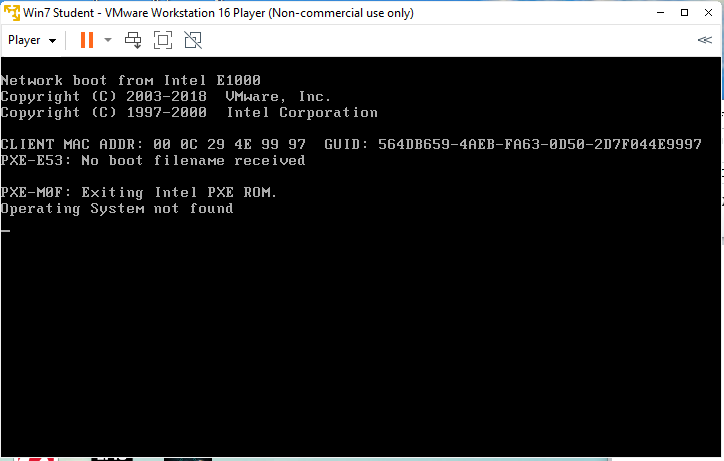 Win7 Student - VMware Workstation 16 Player (Non-commercial use only)
Player
Network boot from Intel E1000
Copyright (C) 2003-2018  VMware, Inc.
Copyright (C) 1997-2000  Intel Corporation
CLIENT MAC ADDR: 00 0C 29 4E 99 97  GUID: 564DB659-4AEB-FA63-0D50-2D7F044E9997
PXE-E53: No boot filename received
PXE-M0F: Exiting Intel PXE ROM.
Operating System not found